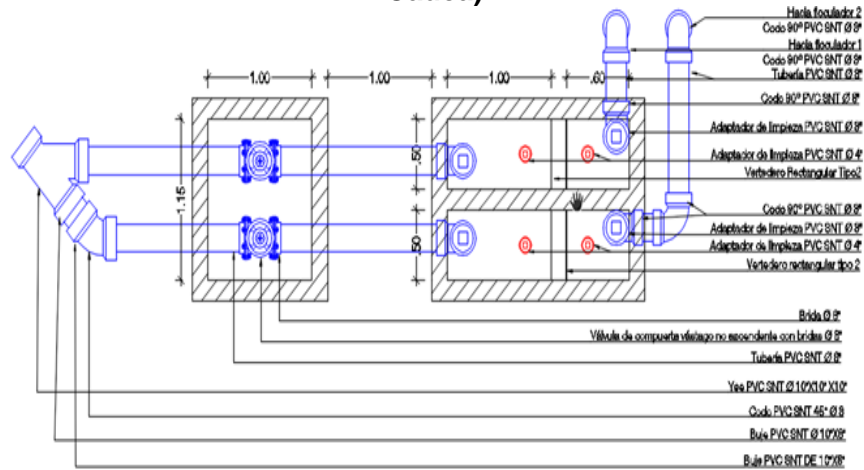 Cauca)
Hacia floculador 2
Codo 90° PVC SNT Ø 8"
Hacia floculador 1
Codo 90° PVC SNT Ø 8"
Tubería PVC SNT Ø 8"
Codo 90° PVC SNT Ø 8"
Adaptador de limpieza PVC SNT Ø 8"
Adaptador de limpieza PVC SNT Ø 4"
Vertedero Rectangular Tipo2
Codo 90° PVC SNT Ø 8"
Adaptador de limpieza PVC SNT Ø 8"
Adaptador de limpieza PVC SNT Ø 4"
Vertedero rectangular tipo 2
1.00
1.00
1.00
.60
1.15
.50
.50
Brida Ø 8"
Válvula de compuerta vástago no ascendente con bridas Ø 8"
Tubería PVC SNT Ø 8"
Yee PVC SNT Ø 10"X10" X10"
Codo PVC SNT 45° Ø 8
Buje PVC SNT Ø 10"X8"
Buje PVC SNT DE 10"X8"